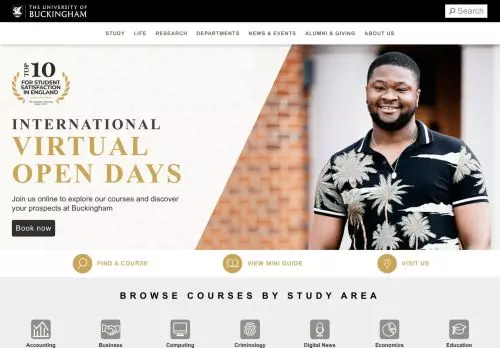 THE UNIVERSITY OF
BUCKINGHAM
Search
STUDY LIFE RESEARCH DEPARTMENTS NEWS & EVENTS ALUMNI & GIVING ABOUT US
TOP
10
FOR STUDENT
SATISFACTION
IN ENGLAND
INTERNATIONAL
VIRTUAL
OPEN DAYS
Join us online to explore our courses and discover
your prospects at Buckingham
Book now
FIND A COURSE VIEW MINI GUIDE VISIT US
BROWSE COURSES BY STUDY AREA
Accounting Business Computing Criminology Digital News Economics Education